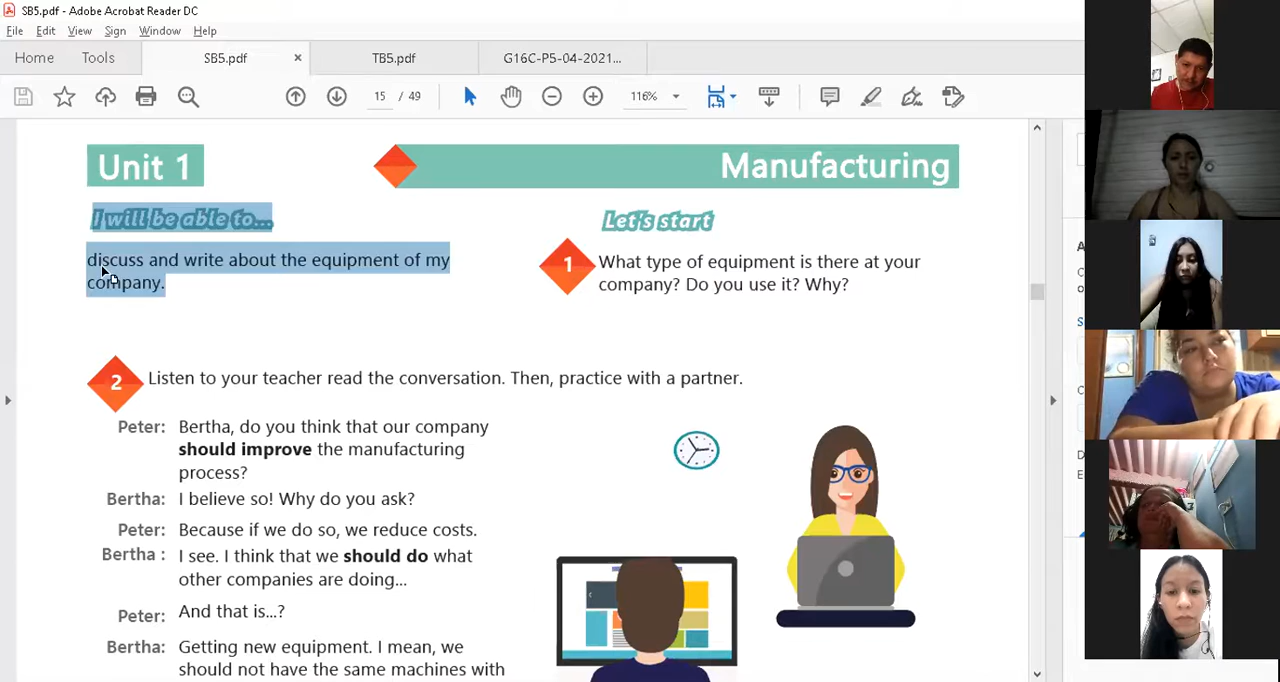 SB5.pdf - Adobe Acrobat Reader DC
File Edit View Sign Window Help
Home Tools SB5.pdf × TB5.pdf G16C-P5-04-2021...
15 / 49 116%
Unit 1 Manufacturing
I will be able to...
discuss and write about the equipment of my
company.
Let's start
1 What type of equipment is there at your
company? Do you use it? Why?
2 Listen to your teacher read the conversation. Then, practice with a partner.
Peter: Bertha, do you think that our company
should improve the manufacturing
process?
Bertha: I believe so! Why do you ask?
Peter: Because if we do so, we reduce costs.
Bertha : I see. I think that we should do what
other companies are doing...
Peter: And that is...?
Bertha: Getting new equipment. I mean, we
should not have the same machines with